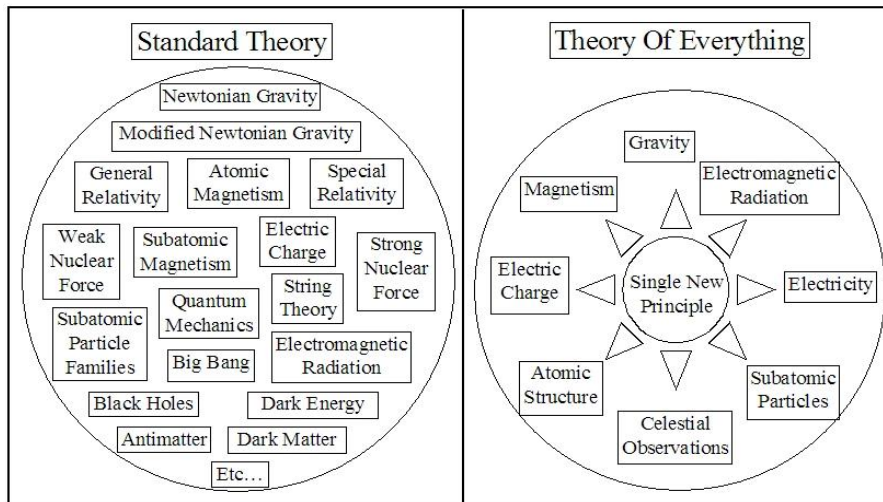 Standard Theory
Newtonian Gravity
Modified Newtonian Gravity
General
Relativity
Atomic
Magnetism
Special
Relativity
Weak
Nuclear
Force
Subatomic
Magnetism
Electric
Charge
Strong
Nuclear
Force
Quantum
Mechanics
String
Theory
Subatomic
Particle
Families
Big Bang
Electromagnetic
Radiation
Black Holes
Dark Energy
Antimatter
Dark Matter
Etc…
Theory Of Everything
Gravity
Electromagnetic
Radiation
Magnetism
Electric
Charge
Single New
Principle
Electricity
Atomic
Structure
Subatomic
Particles
Celestial
Observations